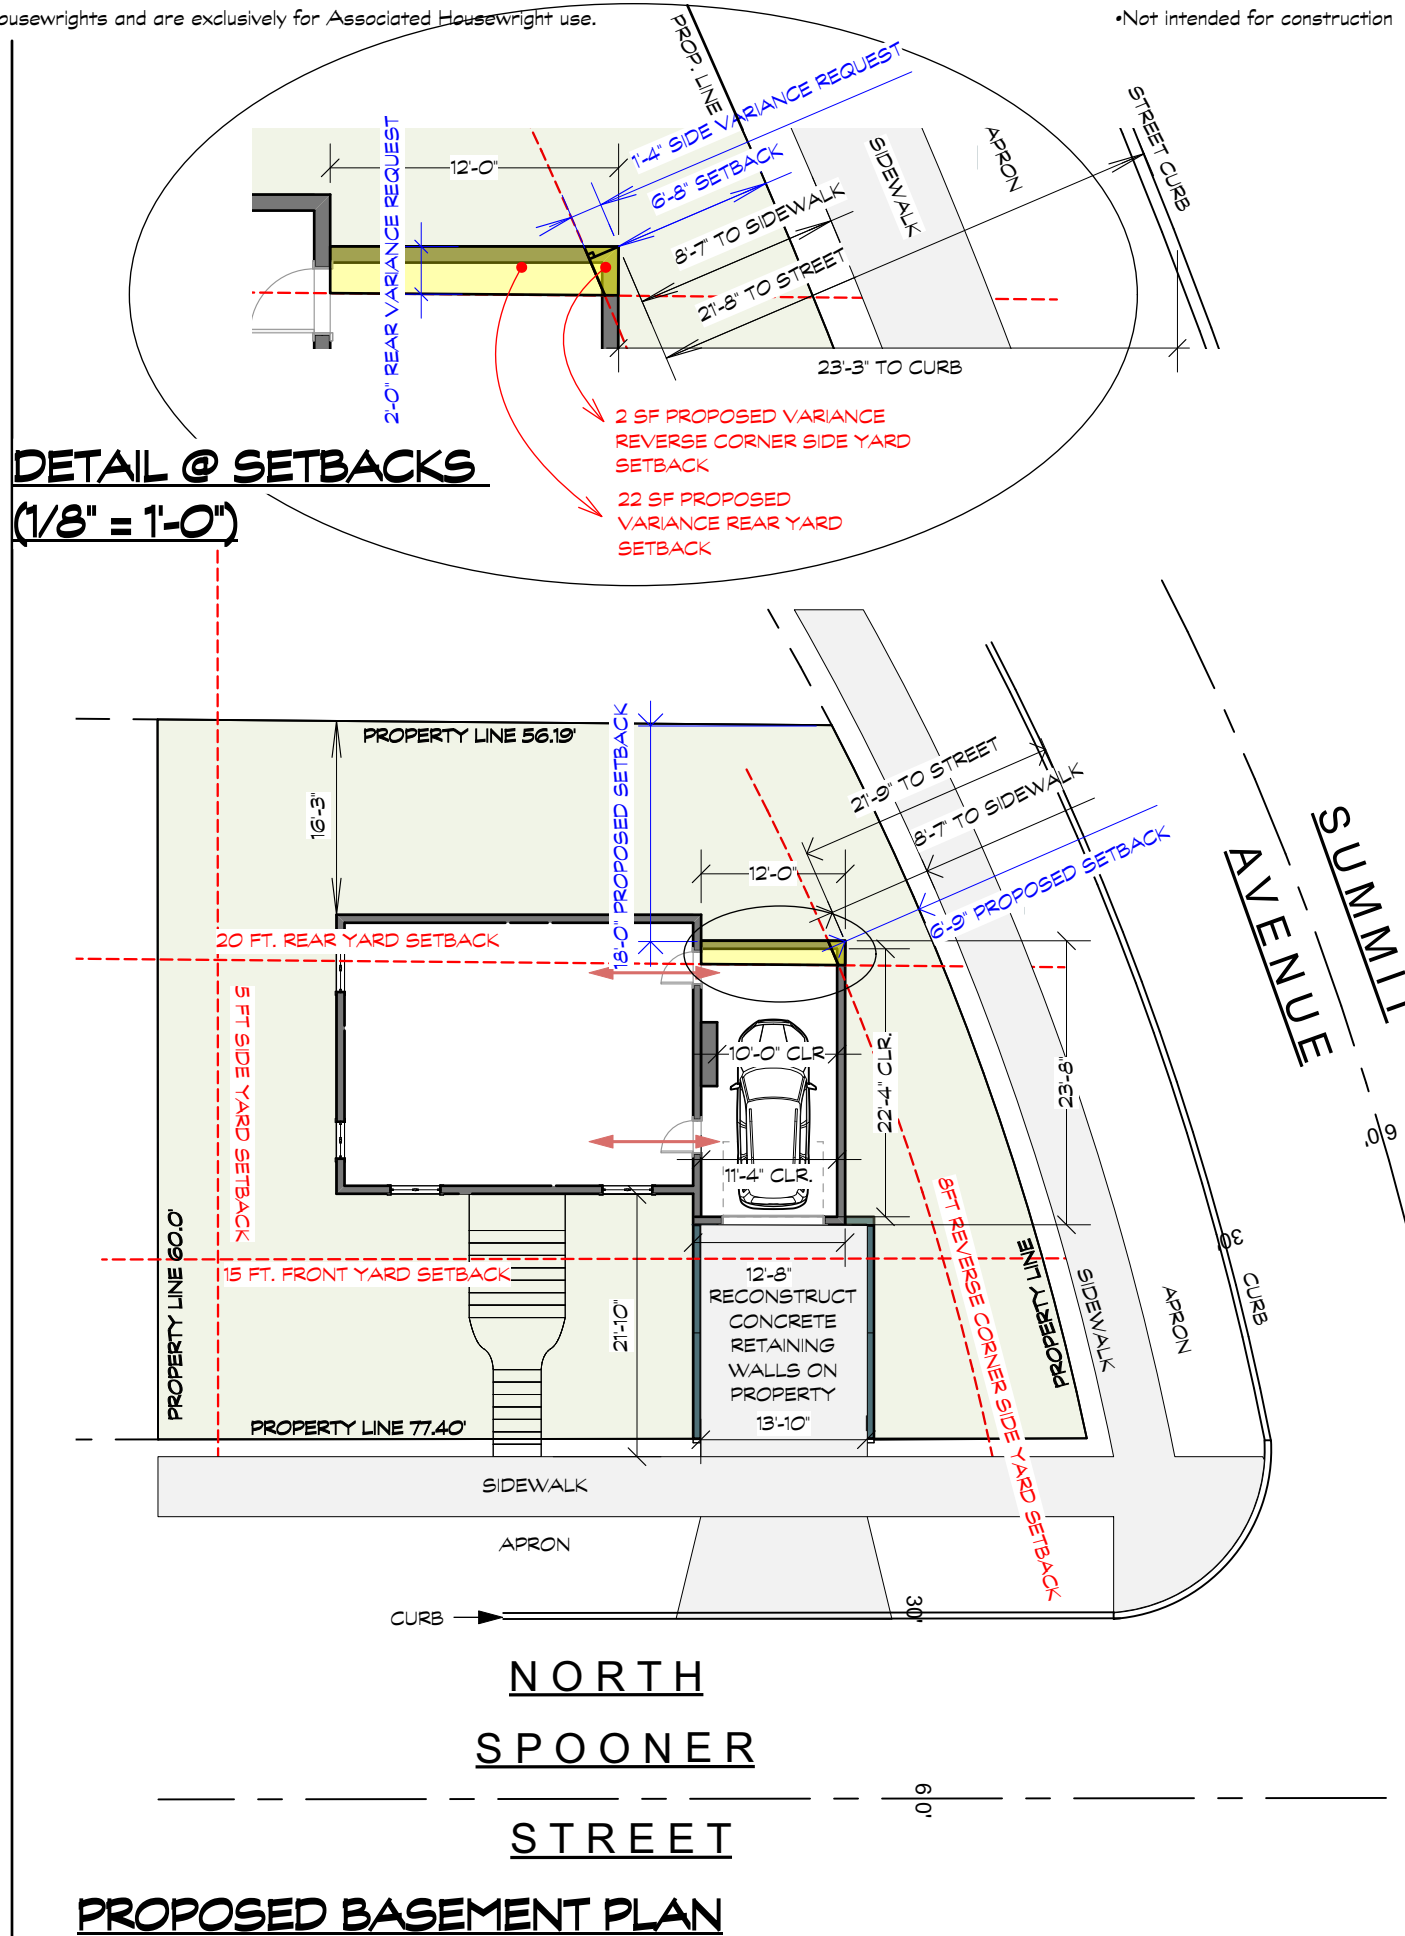 ousewrights and are exclusively for Associated Housewright use.
•Not intended for construction
PROP. LINE
1'-4" SIDE VARIANCE REQUEST
6'-8" SETBACK
8'-7" TO SIDEWALK
21'-8" TO STREET
SIDEWALK
APRON
STREET CURB
12'-0"
2'-0" REAR VARIANCE REQUEST
23'-3" TO CURB
2 SF PROPOSED VARIANCE
REVERSE CORNER SIDE YARD
SETBACK
22 SF PROPOSED
VARIANCE REAR YARD
SETBACK
DETAIL @ SETBACKS
(1/8" = 1'-0")
PROPERTY LINE 56.19'
16'-3"
18'-0" PROPOSED SETBACK
21'-9" TO STREET
8'-7" TO SIDEWALK
6'-9" PROPOSED SETBACK
12'-0"
SUMMIT
AVENUE
20 FT. REAR YARD SETBACK
5 FT SIDE YARD SETBACK
10'-0" CLR
22'-4" CLR.
23'-8"
11'-4" CLR.
60'
30'
8FT REVERSE CORNER SIDE YARD SETBACK
PROPERTY LINE
SIDEWALK
APRON
CURB
PROPERTY LINE 60.0'
15 FT. FRONT YARD SETBACK
12'-8"
RECONSTRUCT
CONCRETE
RETAINING
WALLS ON
PROPERTY
21'-10"
13'-10"
PROPERTY LINE 77.40'
SIDEWALK
APRON
CURB
30'
NORTH
SPOONER
60'
STREET
PROPOSED BASEMENT PLAN